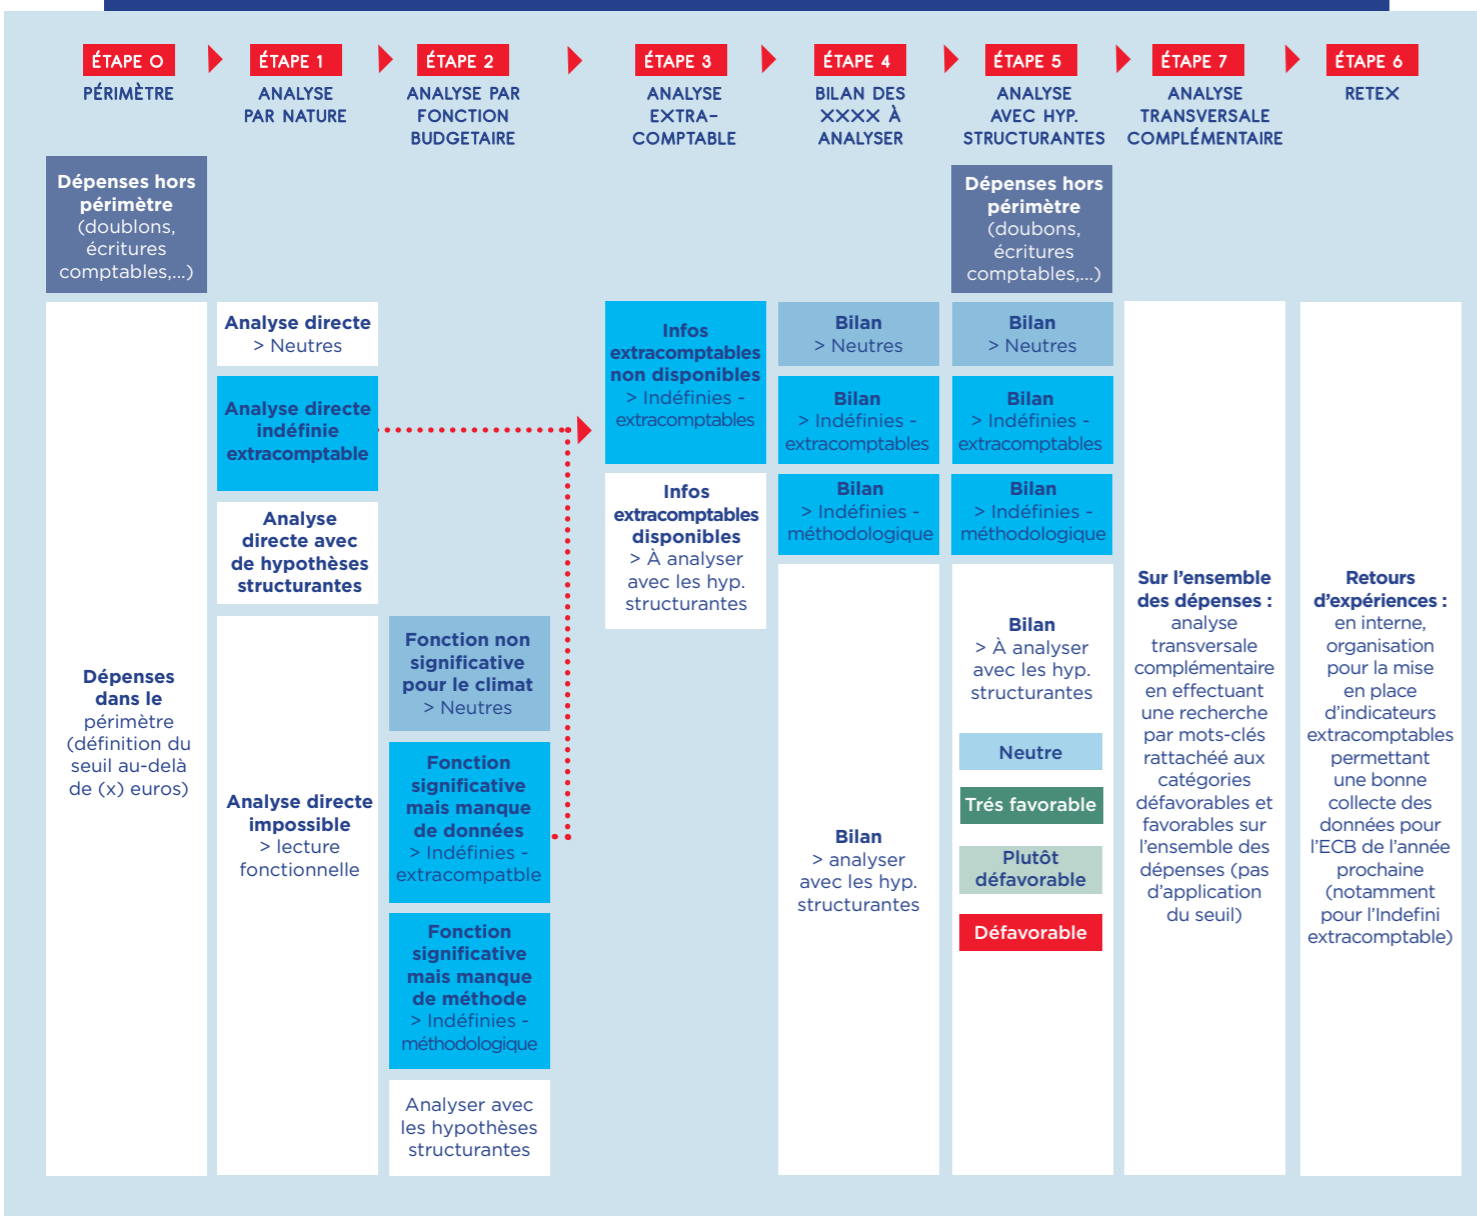 ÉTAPE 0
PÉRIMÈTRE
ÉTAPE 1
ANALYSE
PAR NATURE
ÉTAPE 2
ANALYSE PAR
FONCTION
BUDGETAIRE
ÉTAPE 3
ANALYSE
EXTRA-
COMPTABLE
ÉTAPE 4
BILAN DES
XXXX À
ANALYSER
ÉTAPE 5
ANALYSE
AVEC HYP.
STRUCTURANTES
ÉTAPE 7
ANALYSE
TRANSVERSALE
COMPLÉMENTAIRE
ÉTAPE 6
RETEX
Dépenses hors
périmètre
(doublons,
écritures
comptables,...)
Dépenses
dans le
périmètre
(définition du
seuil au-delà
de (x) euros)
Analyse directe
> Neutres
Analyse directe
indéfinie
extracomptable
Analyse
directe avec
de hypothèses
structurantes
Analyse directe
impossible
> lecture
fonctionnelle
Fonction non
significative
pour le climat
> Neutres
Fonction
significative
mais manque
de données
> Indéfinies -
extracompatble
Fonction
significative
mais manque
de méthode
> Indéfinies -
méthodologique
Analyser avec
les hypothèses
structurantes
Infos
extracomptables
non disponibles
> Indéfinies -
extracomptables
Infos
extracomptables
disponibles
> À analyser
avec les hyp.
structurantes
Bilan
> Neutres
Bilan
> Indéfinies -
extracomptables
Bilan
> Indéfinies -
méthodologique
Bilan
> analyser
avec les hyp.
structurantes
Dépenses hors
périmètre
(doubons,
écritures
comptables,...)
Bilan
> Neutres
Bilan
> Indéfinies -
extracomptables
Bilan
> Indéfinies -
méthodologique
Bilan
> À analyser
avec les hyp.
structurantes
Neutre
Trés favorable
Plutôt
défavorable
Défavorable
Sur l'ensemble
des dépenses :
analyse
transversale
complémentaire
en effectuant
une recherche
par mots-clés
rattachéé aux
catégories
défavorables et
favorables sur
l'ensemble des
dépenses (pas
d'application
du seuil)
Retours
d'expériences :
en interne,
organisation
pour la mise
en place
d'indicateurs
extracomptables
permettant
une bonne
collecte des
données pour
l'ECB de l'année
prochaine
(notamment
pour l'Indefini
extracomptable)